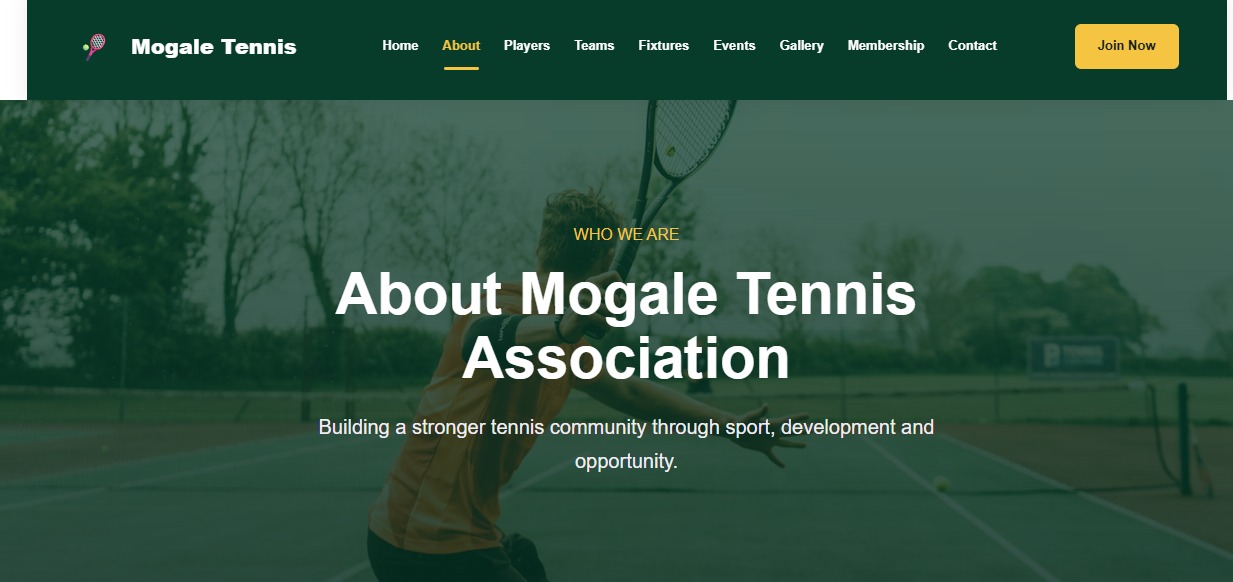 Mogale Tennis
Home About Players Teams Fixtures Events Gallery Membership Contact
Join Now
WHO WE ARE
About Mogale Tennis
Association
Building a stronger tennis community through sport, development and
opportunity.